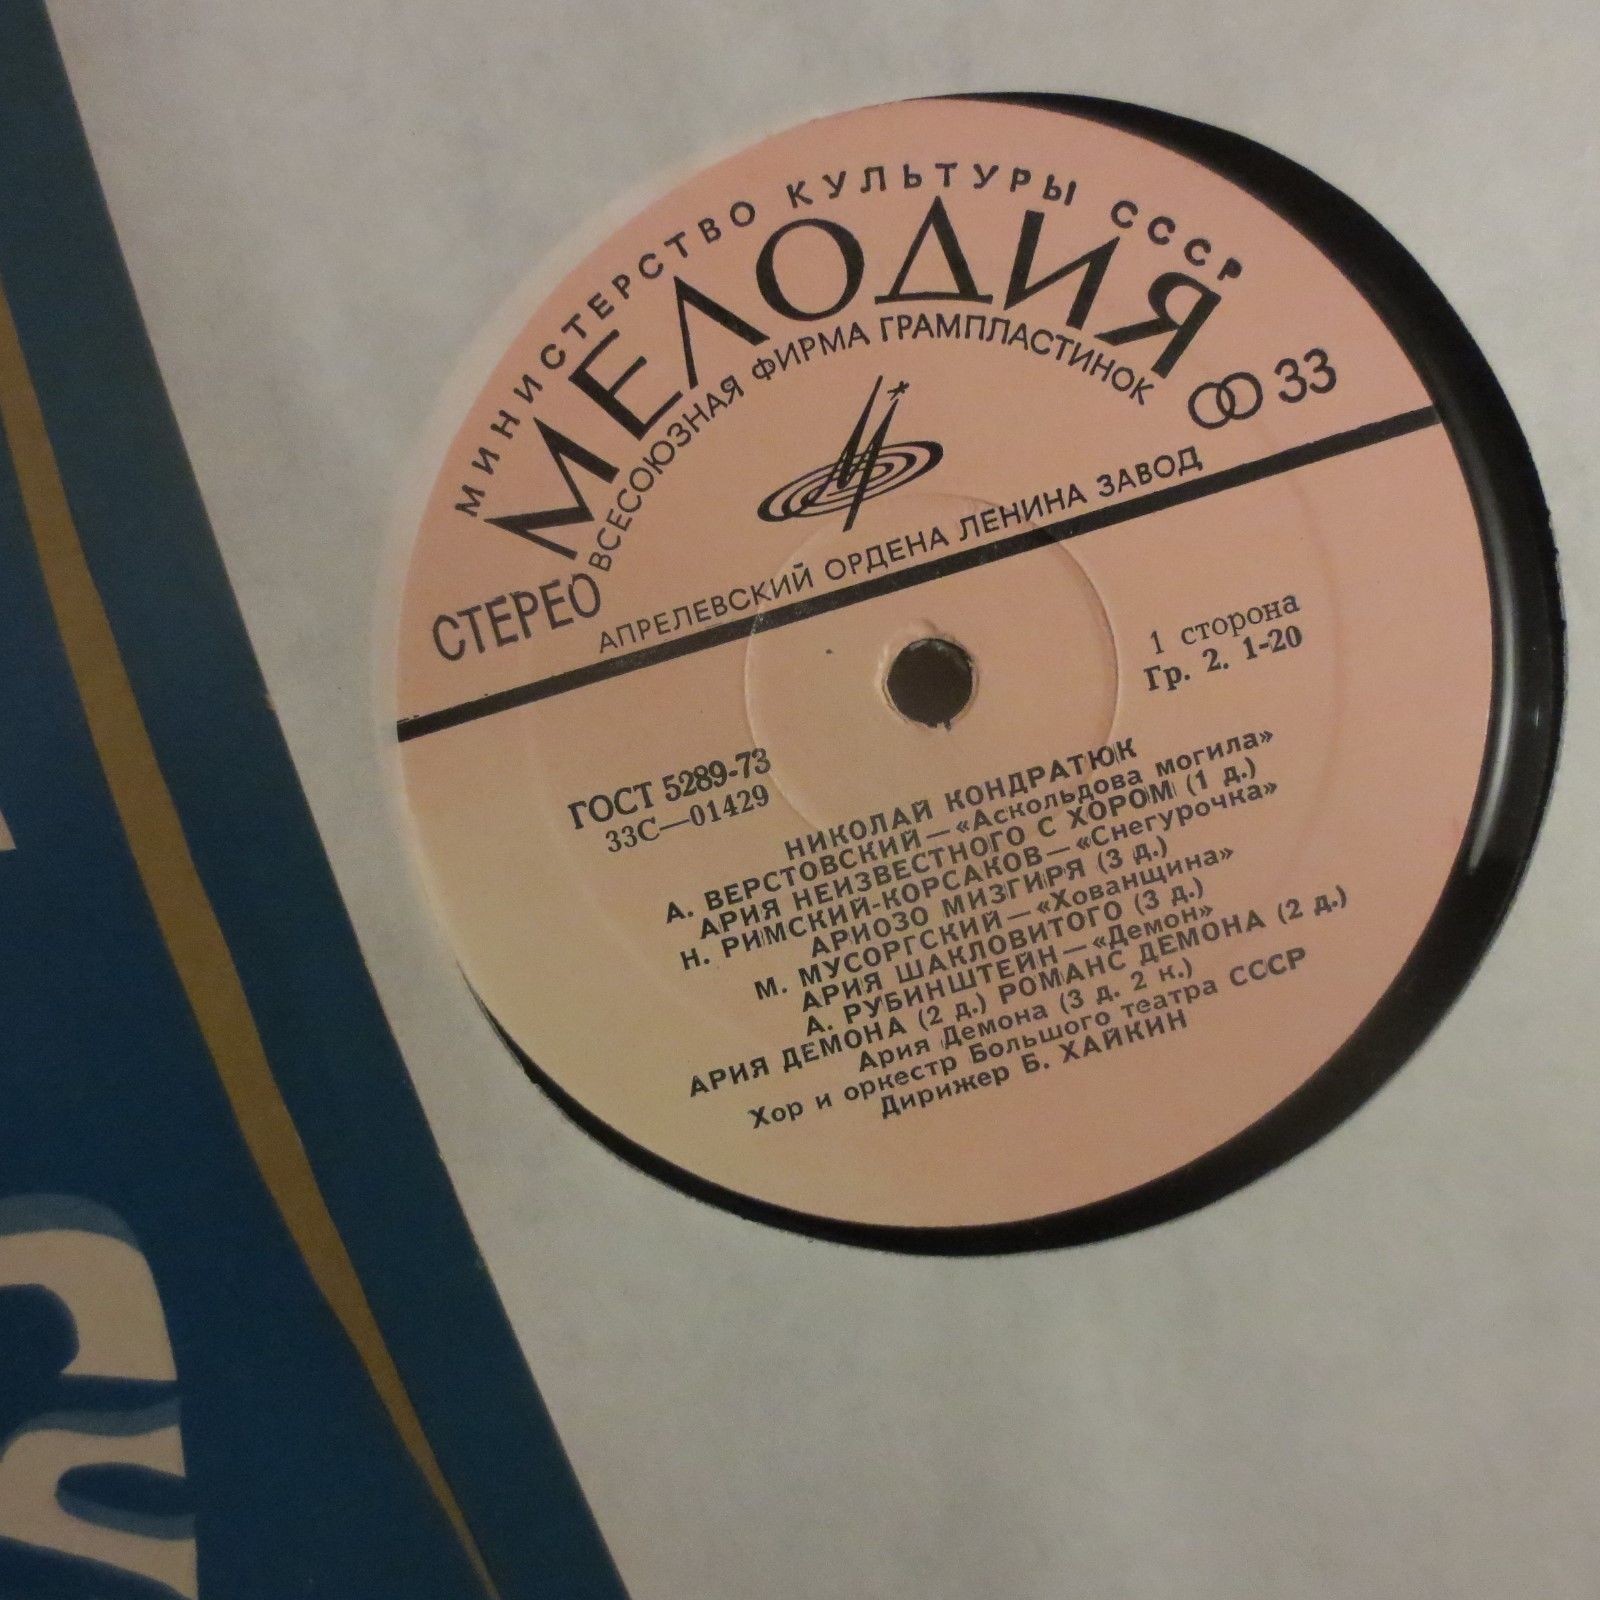 МИНИСТЕРСТВО КУЛЬТУРЫ СССР
МЕЛОДИЯ
ВСЕСОЮЗНАЯ ФИРМА ГРАМПЛАСТИНОК
33
СТЕРЕО
АПРЕЛЕВСКИЙ ОРДЕНА ЛЕНИНА ЗАВОД
1 сторона
Гр. 2. 1-20
ГОСТ 5289-73
33С—01429
НИКОЛАЙ КОНДРАТЮК
А. ВЕРСТОВСКИЙ—«Аскольдова могила»
АРИЯ НЕИЗВЕСТНОГО С ХОРОМ (1 д.)
Н. РИМСКИЙ-КОРСАКОВ—«Снегурочка»
АРИОЗО МИЗГИРЯ (3 д.)
М. МУСОРГСКИЙ—«Хованщина»
АРИЯ ШАКЛОВИТОГО (3 д.)
А. РУБИНШТЕЙН—«Демон»
АРИЯ ДЕМОНА (2 д.) РОМАНС ДЕМОНА (2 д.)
Ария Демона (3 д. 2 к.)
Хор и оркестр Большого театра СССР
Дирижер Б. ХАЙКИН